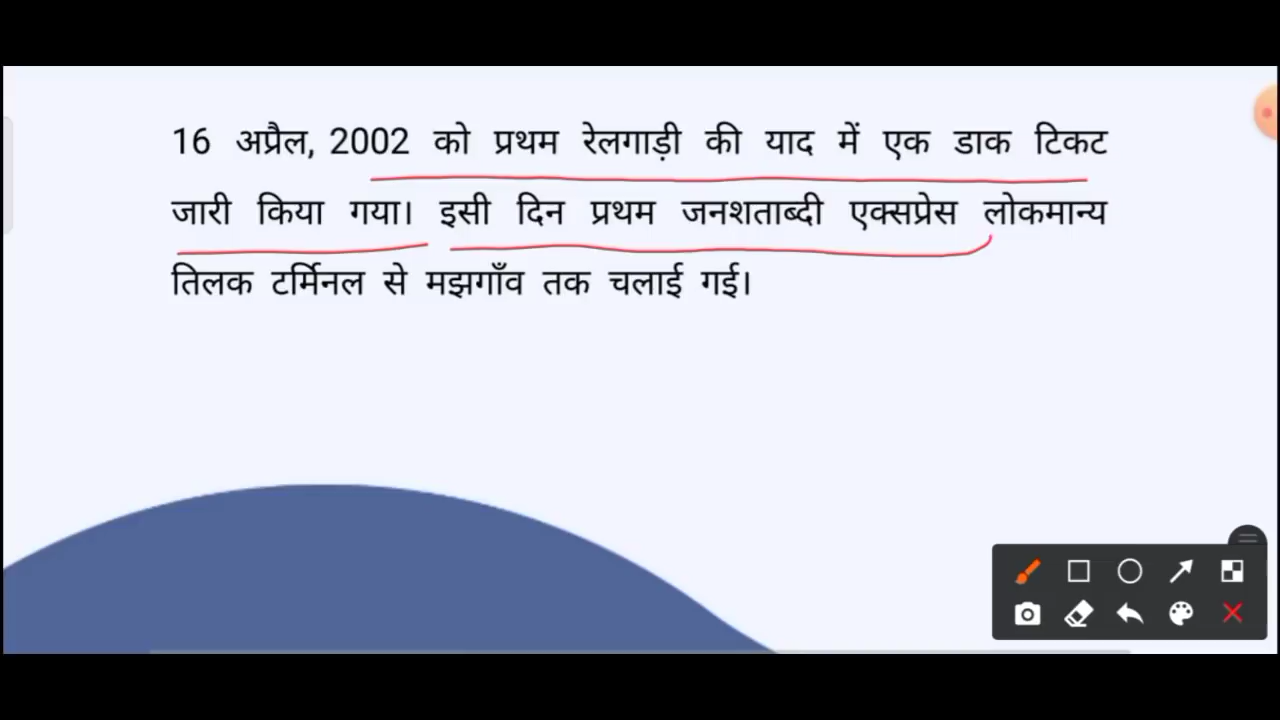 16 अप्रैल, 2002 को प्रथम रेलगाड़ी की याद में एक डाक टिकट
जारी किया गया। इसी दिन प्रथम जनशताब्दी एक्सप्रेस लोकमान्य
तिलक टर्मिनल से मझगाँव तक चलाई गई।